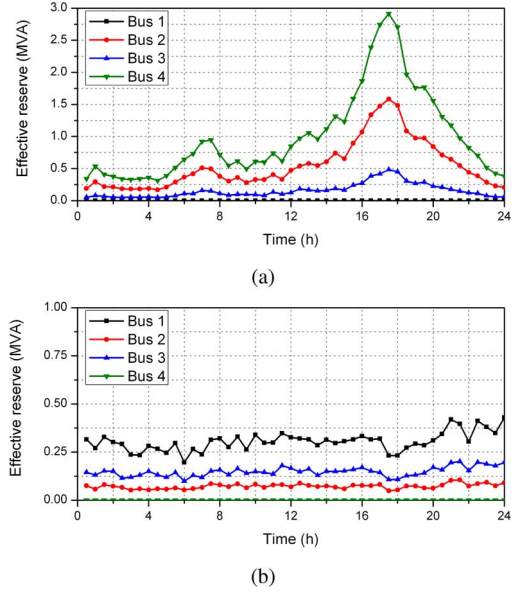 3.0
2.5
2.0
1.5
1.0
0.5
0.0
Effective reserve (MVA)
Bus 1
Bus 2
Bus 3
Bus 4
0 4 8 12 16 20 24
Time (h)
(a)
1.00
0.75
0.50
0.25
0.00
Effective reserve (MVA)
Bus 1
Bus 2
Bus 3
Bus 4
0 4 8 12 16 20 24
Time (h)
(b)